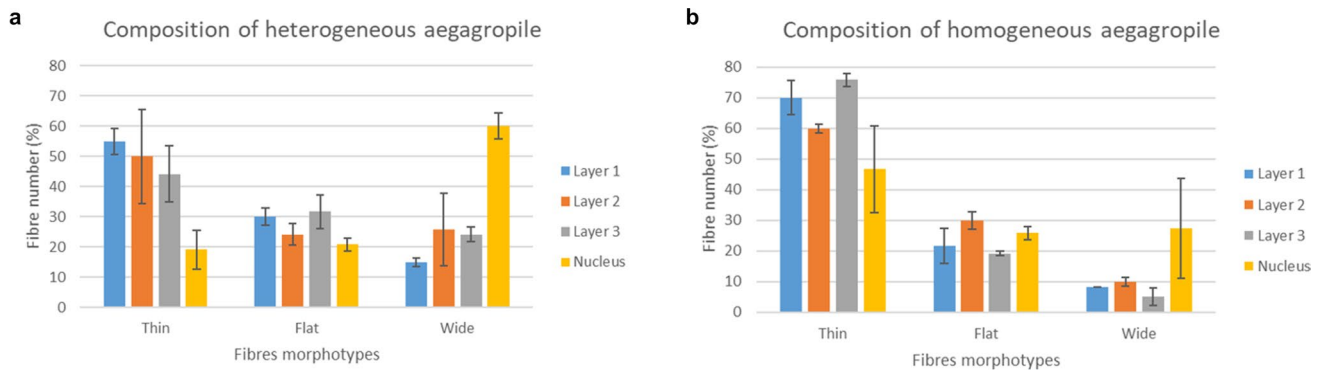 a
Composition of heterogeneous aegagropile
80
70
60
50
40
30
20
10
0
Fibre number (%)
Thin Flat Wide
Fibres morphotypes
Layer 1
Layer 2
Layer 3
Nucleus
b
Composition of homogeneous aegagropile
80
70
60
50
40
30
20
10
0
Fibre number (%)
Thin Flat Wide
Fibres morphotypes
Layer 1
Layer 2
Layer 3
Nucleus